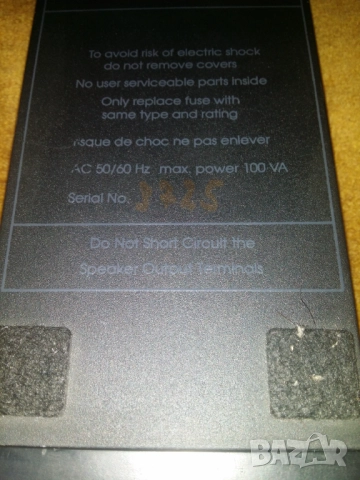 To avoid risk of electric shock
do not remove covers
No user serviceable parts inside
Only replace fuse with
same type and rating
risque de choc ne pas enlever
AC 50/60 Hz max. power 100 VA
Serial No.
Do Not Short Circuit the
Speaker Output Terminals
BAZAR